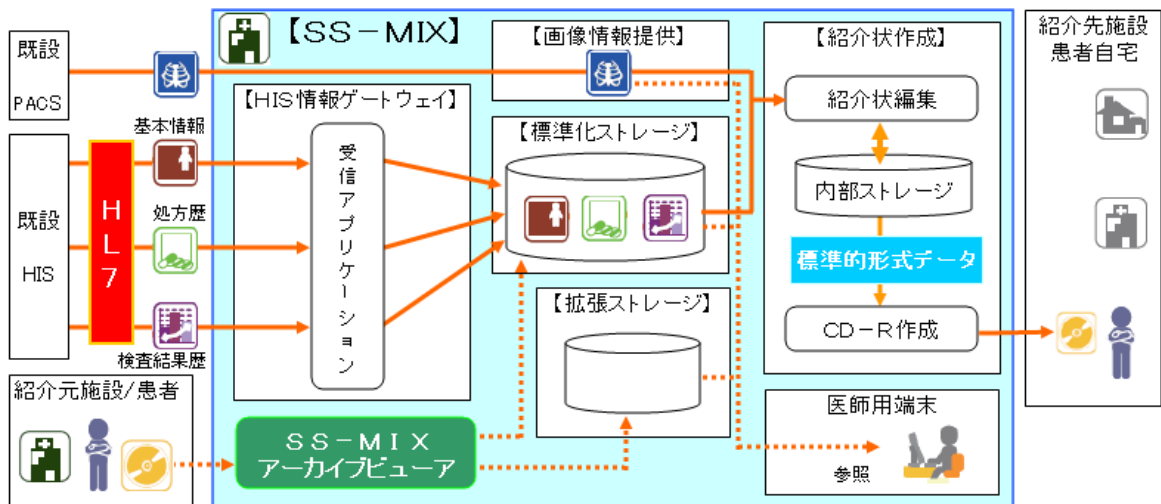 既設
PACS
既設
HIS
HL7
基本情報
処方歴
検査結果歴
紹介元施設/患者
【SS-MIX】
【HIS情報ゲートウェイ】
受信アプリケーション
SS-MIX
アーカイブビューア
【画像情報提供】
【標準化ストレージ】
【拡張ストレージ】
【紹介状作成】
紹介状編集
内部ストレージ
標準的形式データ
CD-R作成
医師用端末
参照
紹介先施設
患者自宅